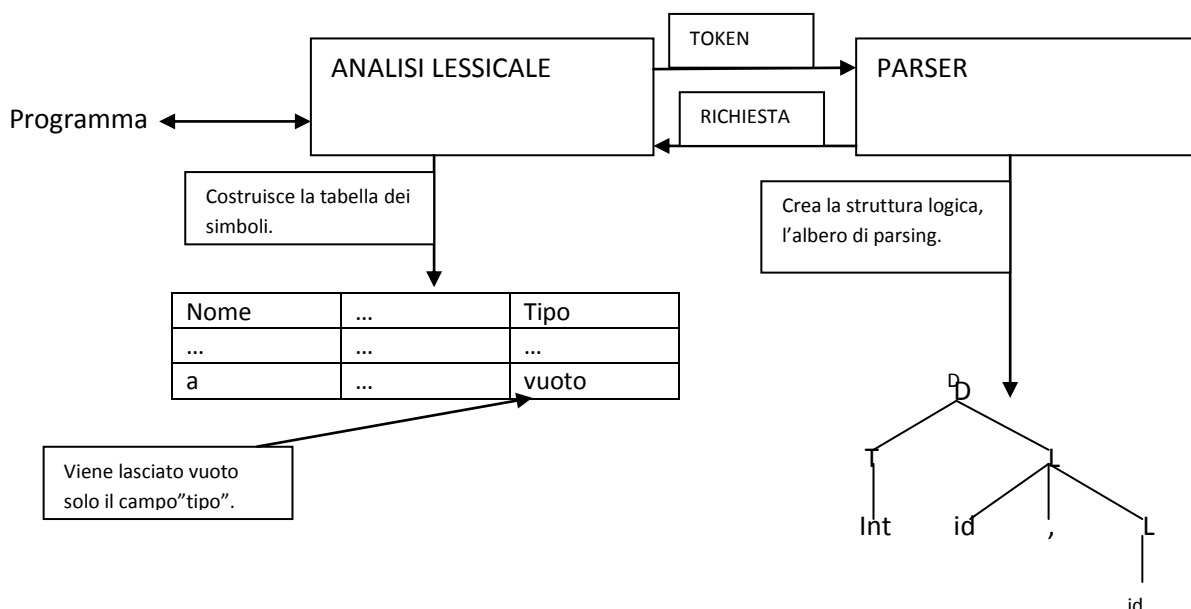 TOKEN
ANALISI LESSICALE
PARSER
Programma
RICHIESTA
Costruisce la tabella dei
simboli.
Crea la struttura logica,
l'albero di parsing.
Nome ... Tipo
... ... ...
a ... vuoto
D D
T L
Viene lasciato vuoto
solo il campo”tipo”.
Int id , L
id